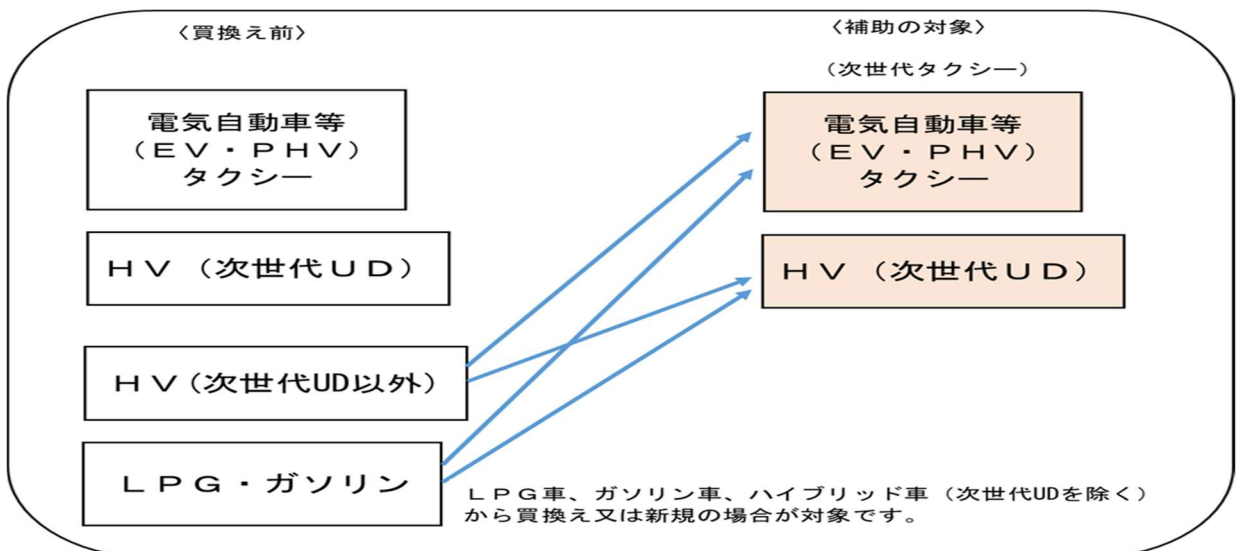 〈買換え前〉
電気自動車等
（ＥＶ・ＰＨＶ）
タクシー
ＨＶ（次世代ＵＤ）
ＨＶ（次世代UD以外）
ＬＰＧ・ガソリン
〈補助の対象〉
（次世代タクシー）
電気自動車等
（ＥＶ・ＰＨＶ）
タクシー
ＨＶ（次世代ＵＤ）
ＬＰＧ車、ガソリン車、ハイブリッド車（次世代UDを除く）
から買換え又は新規の場合が対象です。